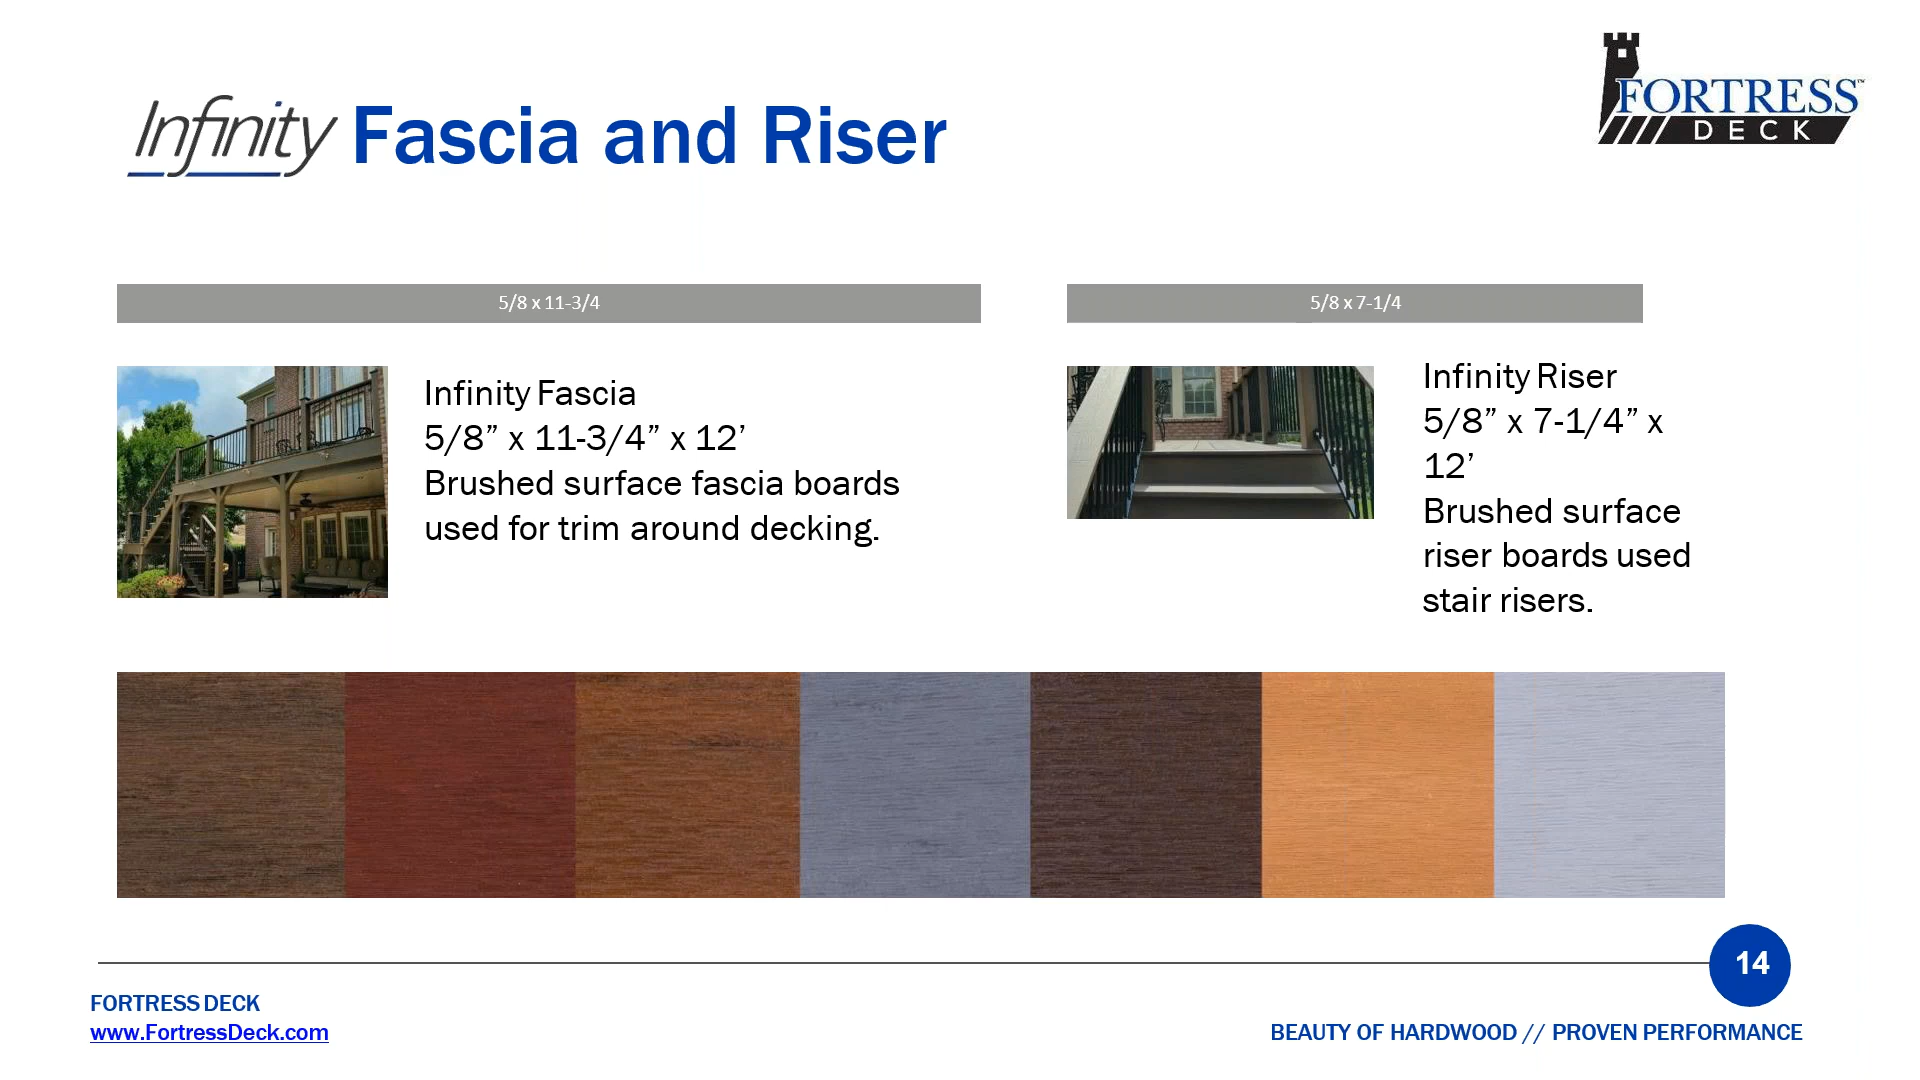 Infinity Fascia and Riser
FORTRESS™
DECK
5/8 x 11-3/4
5/8 x 7-1/4
Infinity Fascia
5/8” x 11-3/4” x 12’
Brushed surface fascia boards
used for trim around decking.
Infinity Riser
5/8” x 7-1/4” x
12’
Brushed surface
riser boards used
stair risers.
14
FORTRESS DECK
www.FortressDeck.com
BEAUTY OF HARDWOOD // PROVEN PERFORMANCE